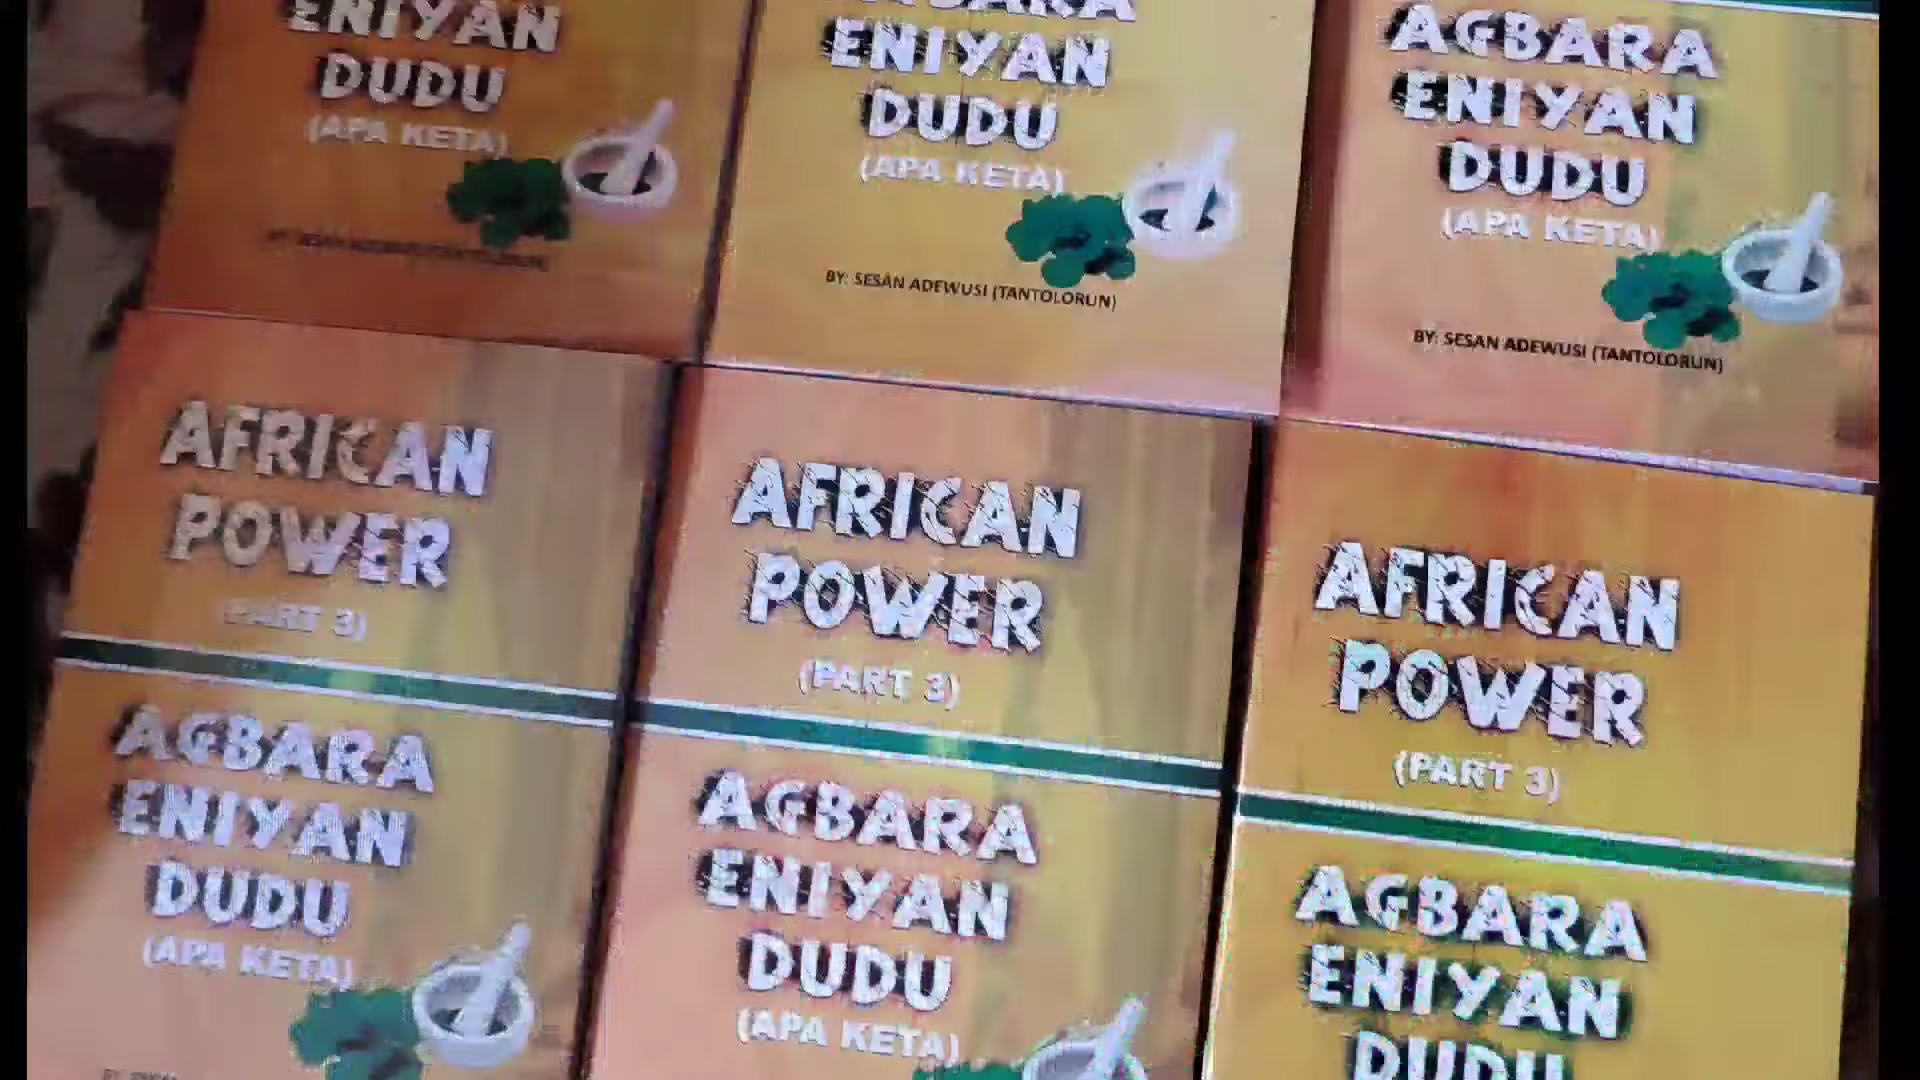 ENIYAN
DUDU
(APA KETA)
ENIYAN
DUDU
(APA KETA)
BY: SESAN ADEWUSI (TANTOLORUN)
AGBARA
ENIYAN
DUDU
(APA KETA)
BY: SESAN ADEWUSI (TANTOLORUN)
AFRICAN
POWER
(PART 3)
AGBARA
ENIYAN
DUDU
(APA KETA)
AFRICAN
POWER
(PART 3)
AGBARA
ENIYAN
DUDU
(APA KETA)
AFRICAN
POWER
(PART 3)
AGBARA
ENIYAN
DUDU